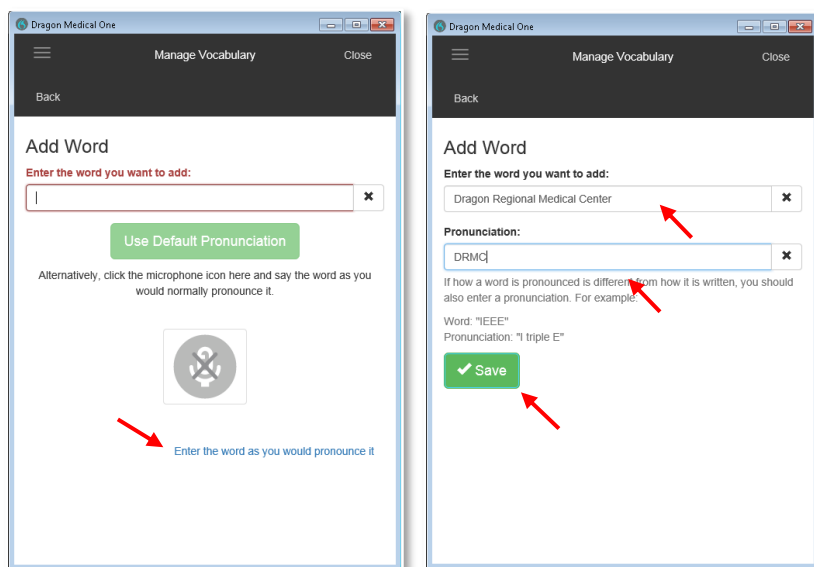 Dragon Medical One
Manage Vocabulary
Close
Back
Add Word
Enter the word you want to add:
Use Default Pronunciation
Alternatively, click the microphone icon here and say the word as you
would normally pronounce it.
Enter the word as you would pronounce it
Dragon Medical One
Manage Vocabulary
Close
Back
Add Word
Enter the word you want to add:
Dragon Regional Medical Center
Pronunciation:
DRMC
If how a word is pronounced is different from how it is written, you should
also enter a pronunciation. For example:
Word: "IEEE"
Pronunciation: "I triple E"
Save